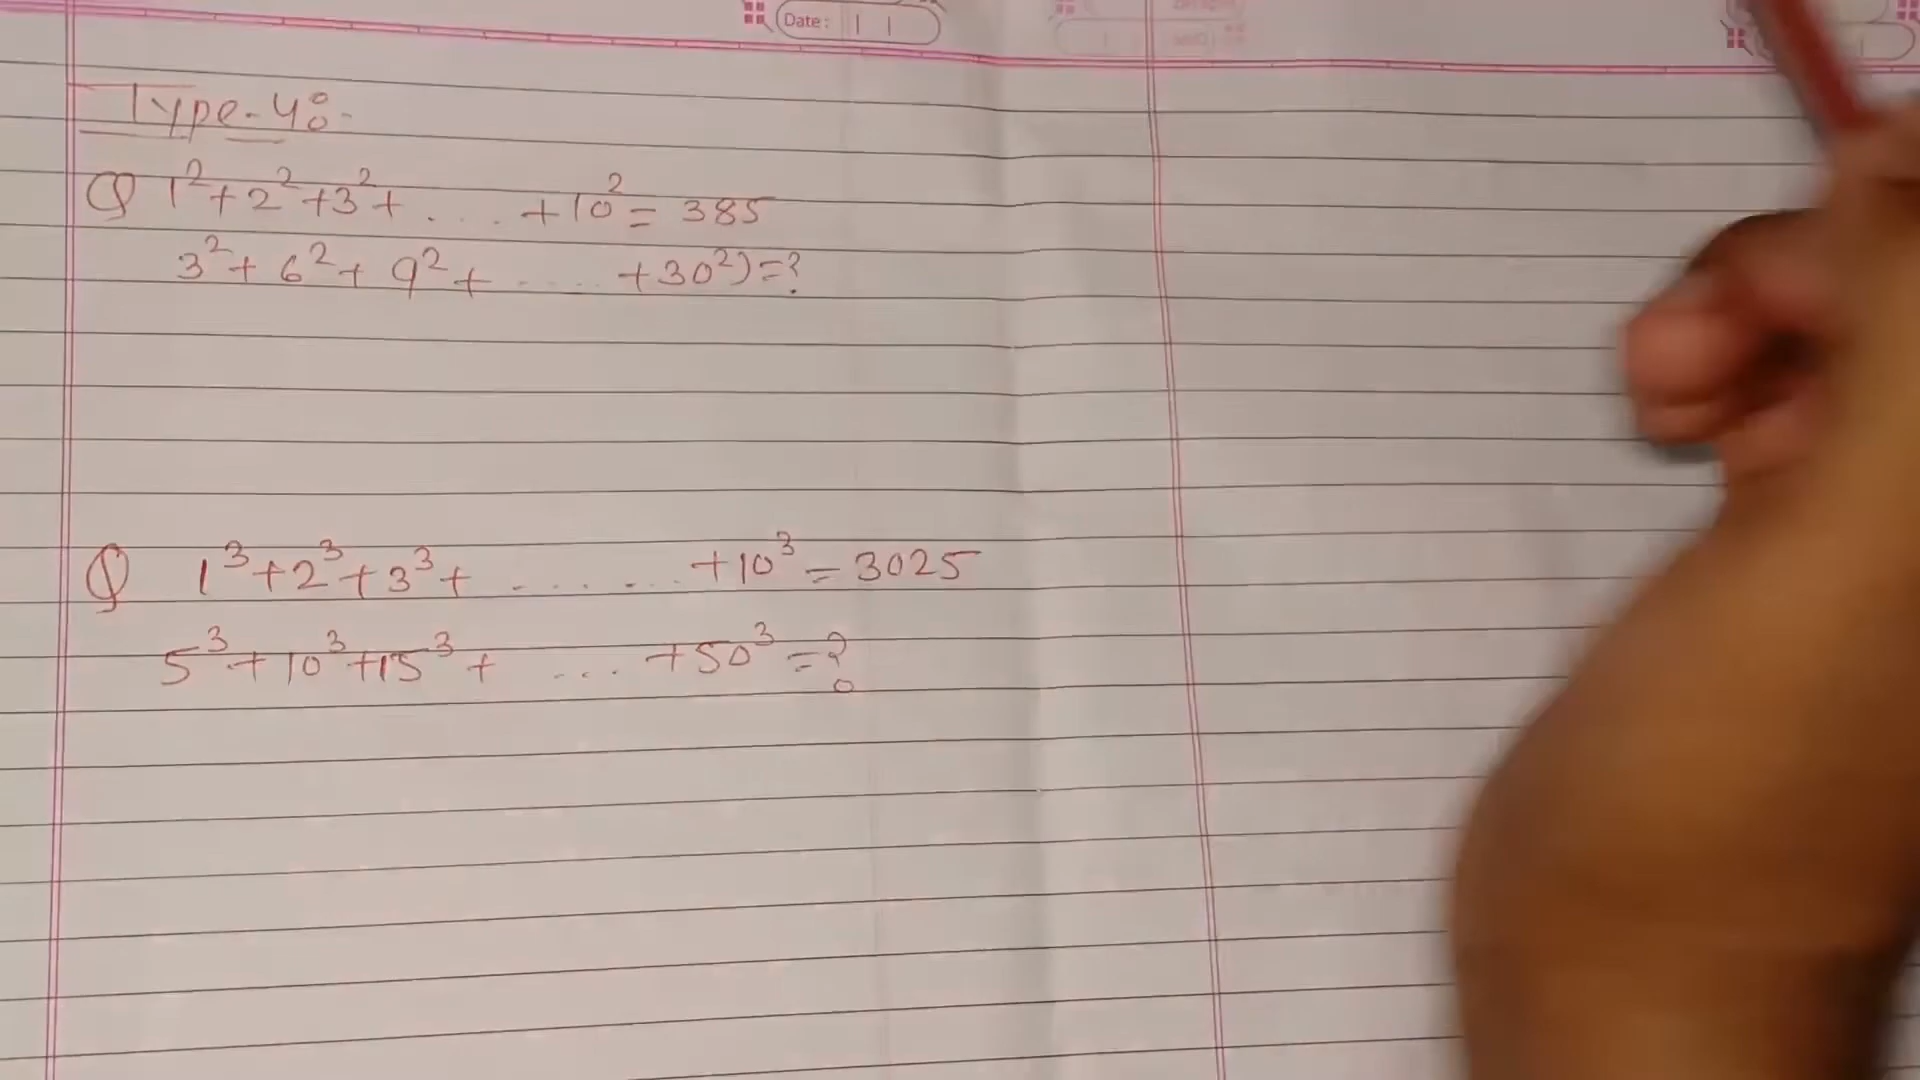 Date:
Type-4:-
Q 1²+2²+3²+ . . . . +10² = 385
3²+6²+9²+ ..... +30²)=?
Q 1³+2³+3³+ ....... +10³ = 3025
5³+10³+15³+ .... +50³ =?